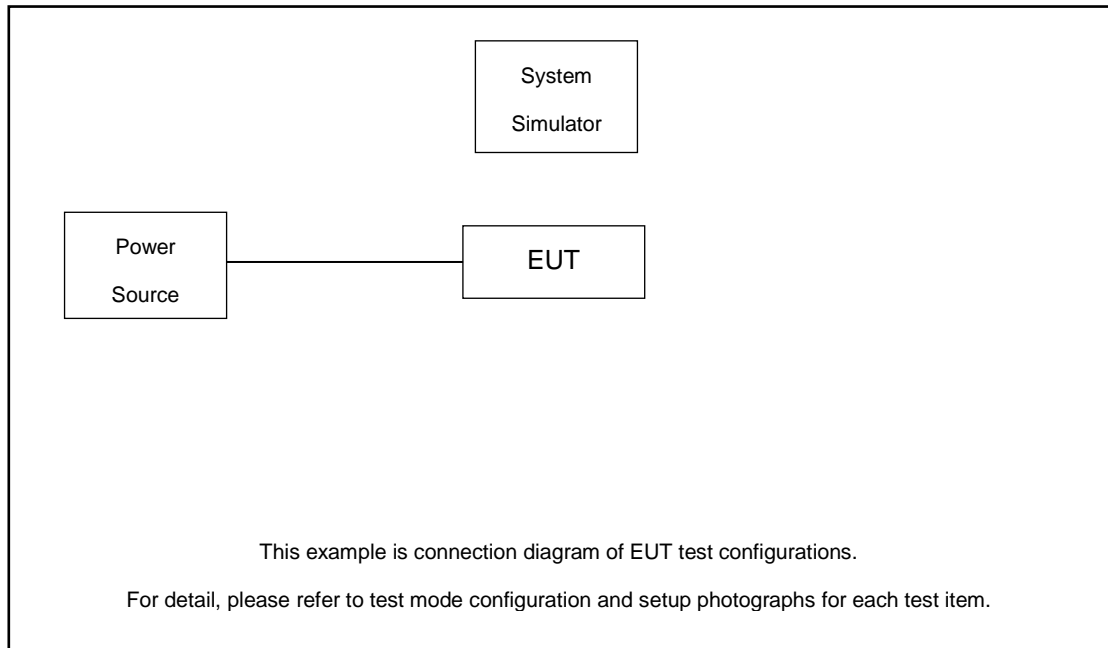 System
Simulator
Power
Source
EUT
This example is connection diagram of EUT test configurations.
For detail, please refer to test mode configuration and setup photographs for each test item.